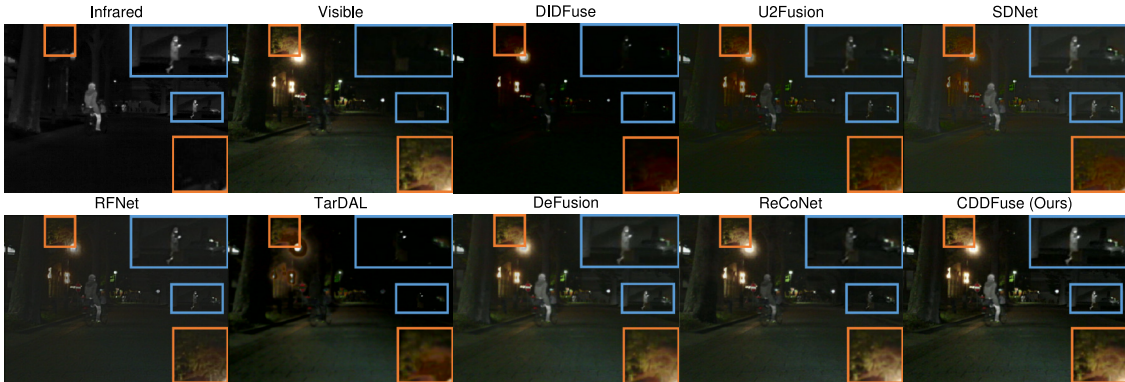 Infrared
Visible
DIDFuse
U2Fusion
SDNet
RFNet
TarDAL
DeFusion
ReCoNet
CDDFuse (Ours)